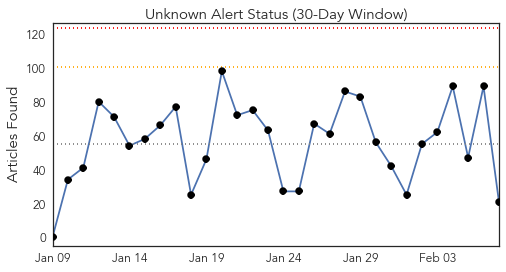 Unknown Alert Status (30-Day Window)
Articles Found
120
100
80
60
40
20
0
Jan 09 Jan 14 Jan 19 Jan 24 Jan 29 Feb 03